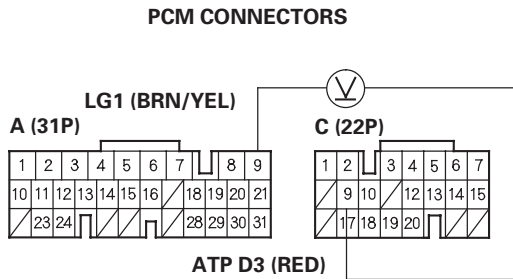 PCM CONNECTORS
LG1 (BRN/YEL)
V
A (31P)
C (22P)
1 2 3 4 5 6 7 8 9
1 2 3 4 5 6 7
10 11 12 13 14 15 16 18 19 20 21
9 10 12 13 14 15
23 24 28 29 30 31
17 18 19 20
ATP D3 (RED)